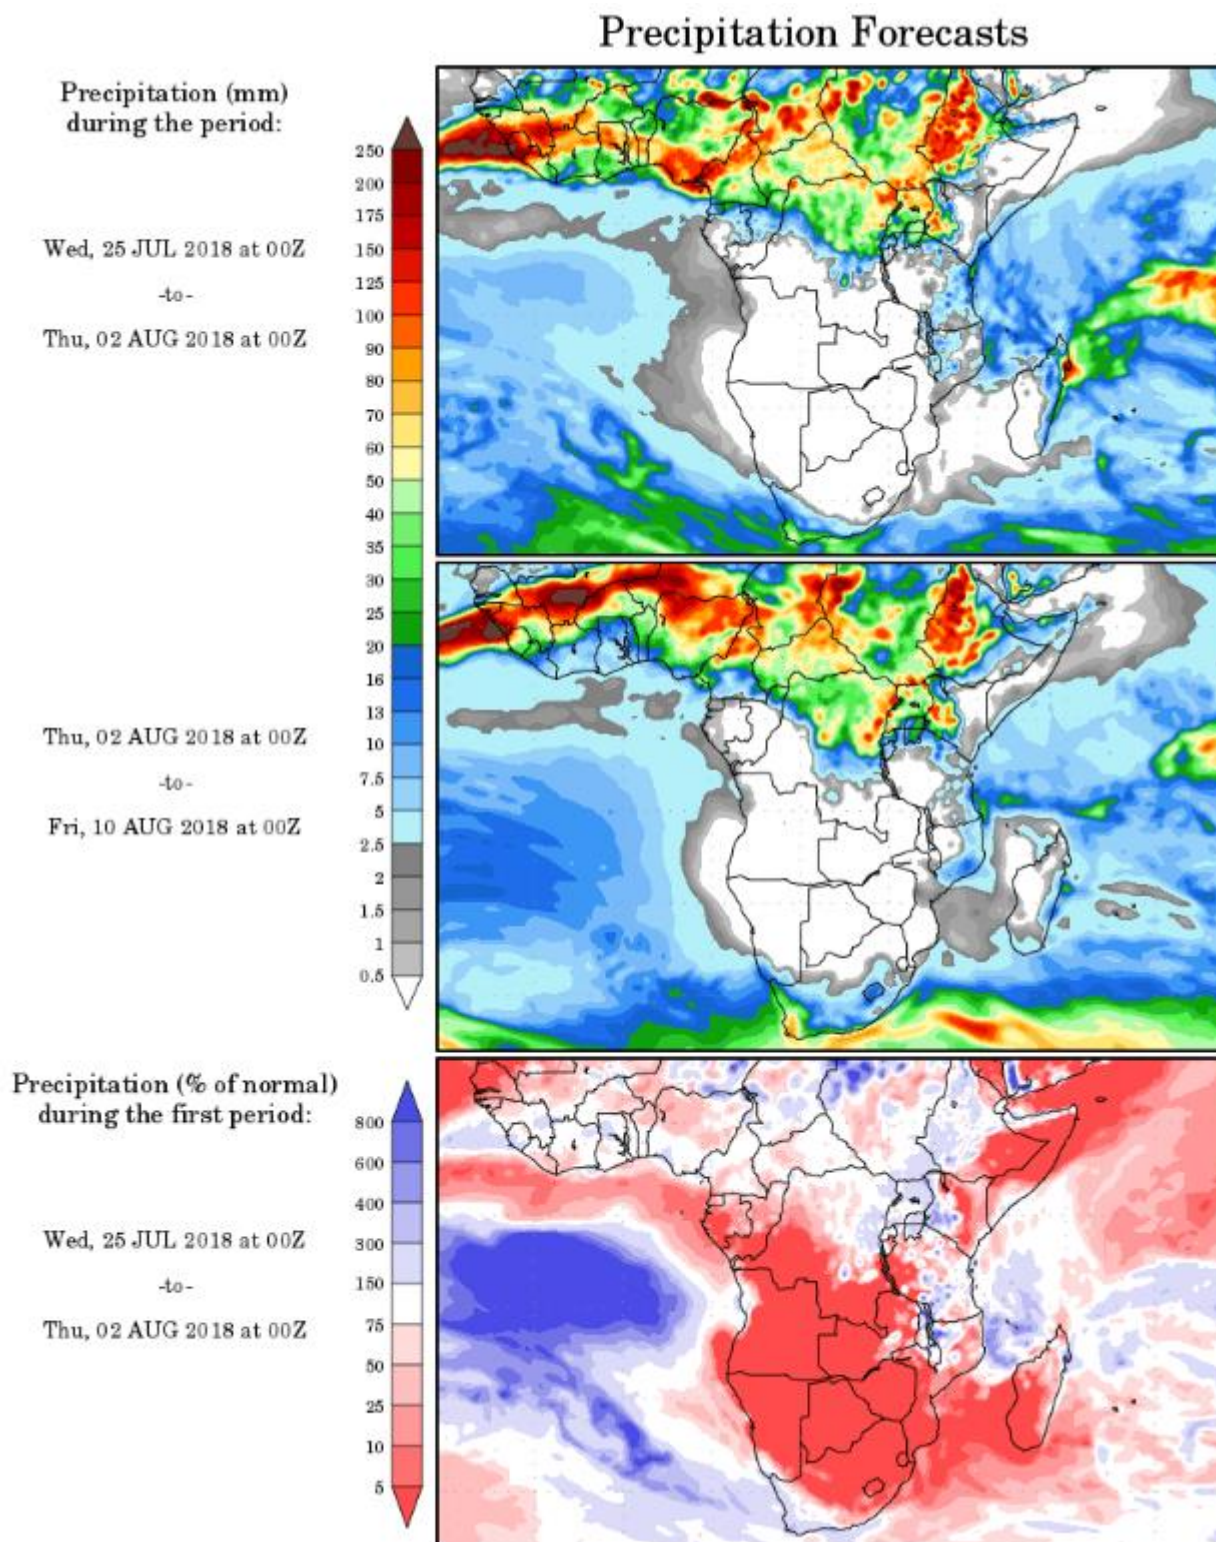 Precipitation Forecasts
Precipitation (mm)
during the period:
Wed, 25 JUL 2018 at 00Z
-to-
Thu, 02 AUG 2018 at 00Z
250
200
175
150
125
100
90
80
70
60
50
40
35
30
25
20
16
13
10
7.5
5
2.5
2
1.5
1
0.5
Thu, 02 AUG 2018 at 00Z
-to-
Fri, 10 AUG 2018 at 00Z
Precipitation (% of normal)
during the first period:
Wed, 25 JUL 2018 at 00Z
-to-
Thu, 02 AUG 2018 at 00Z
800
600
400
300
150
75
50
25
10
5